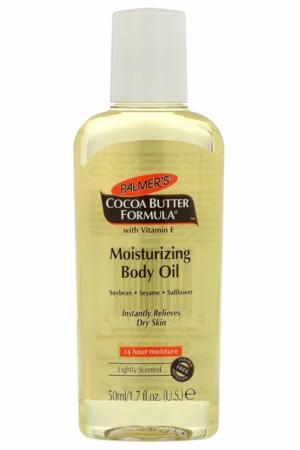 PALMER'S
COCOA BUTTER
FORMULA®
with Vitamin E
Moisturizing
Body Oil
Soybean • Sesame • Safflower
Instantly Relieves
Dry Skin
24 hour moisture
Lightly Scented
FREE
50ml/1.7 fl.oz. (U.S.) e